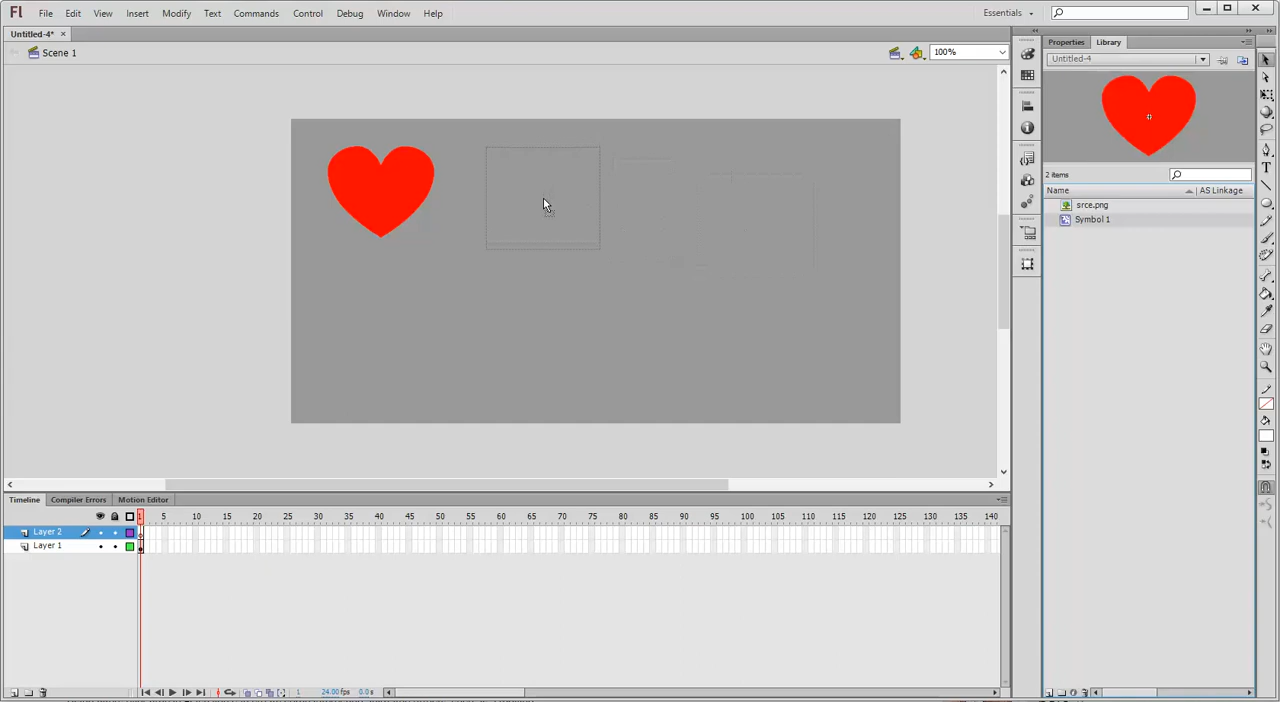 Fl File Edit View Insert Modify Text Commands Control Debug Window Help Essentials
Untitled-4* ×
Scene 1 100%
Properties Library
Untitled-4
2 items
Name AS Linkage
srce.png
Symbol 1
Timeline Compiler Errors Motion Editor
1 5 10 15 20 25 30 35 40 45 50 55 60 65 70 75 80 85 90 95 100 105 110 115 120 125 130 135 140
Layer 2
Layer 1
1 24.00 fps 0.0 s